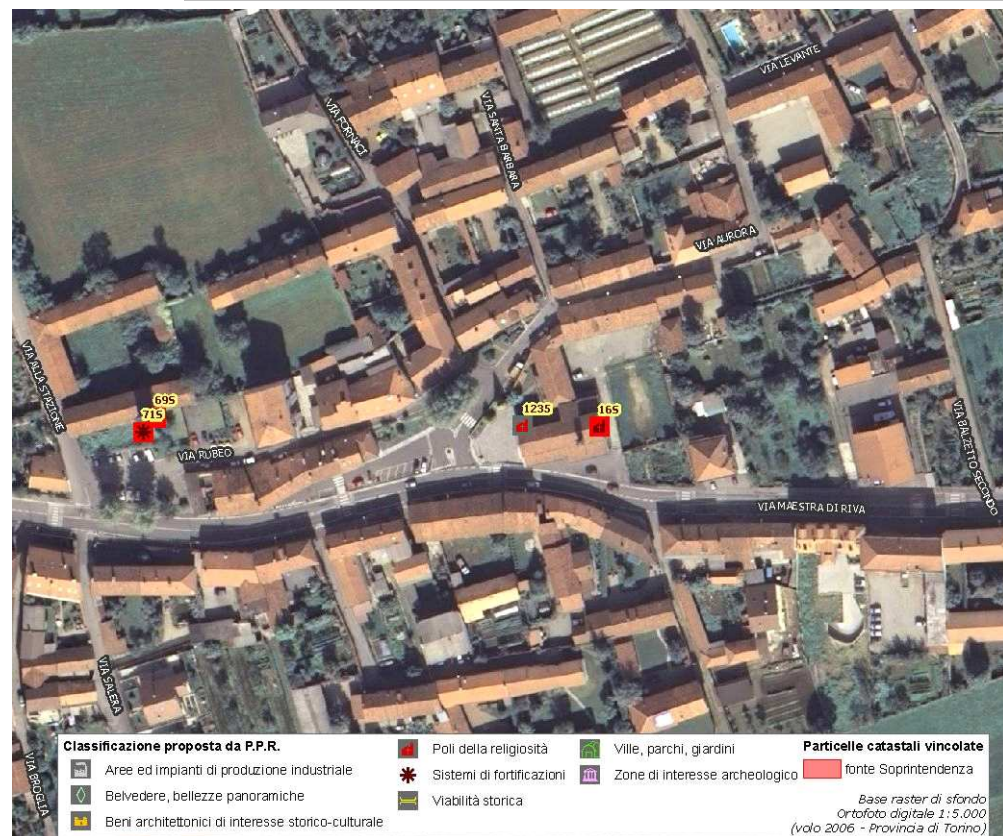 VIA LEVANTE
VIA FORNACI
VIA SANTA BARBARA
VIA AURORA
VIA ALLA STAZIONE
69S
71S
123S
16S
VIA RUBEO
VIA BALZETTO SECONDO
VIA MAESTRA DI RIVA
VIA SALERA
VIA BROGLIA
Classificazione proposta da P.P.R.
Aree ed impianti di produzione industriale
Belvedere, bellezze panoramiche
Beni architettonici di interesse storico-culturale
Poli della religiosità
Sistemi di fortificazioni
Viabilità storica
Ville, parchi, giardini
Zone di interesse archeologico
Particelle catastali vincolate
fonte Soprintendenza
Base raster di sfondo
Ortofoto digitale 1:5.000
(volo 2006 - Provincia di Torino)